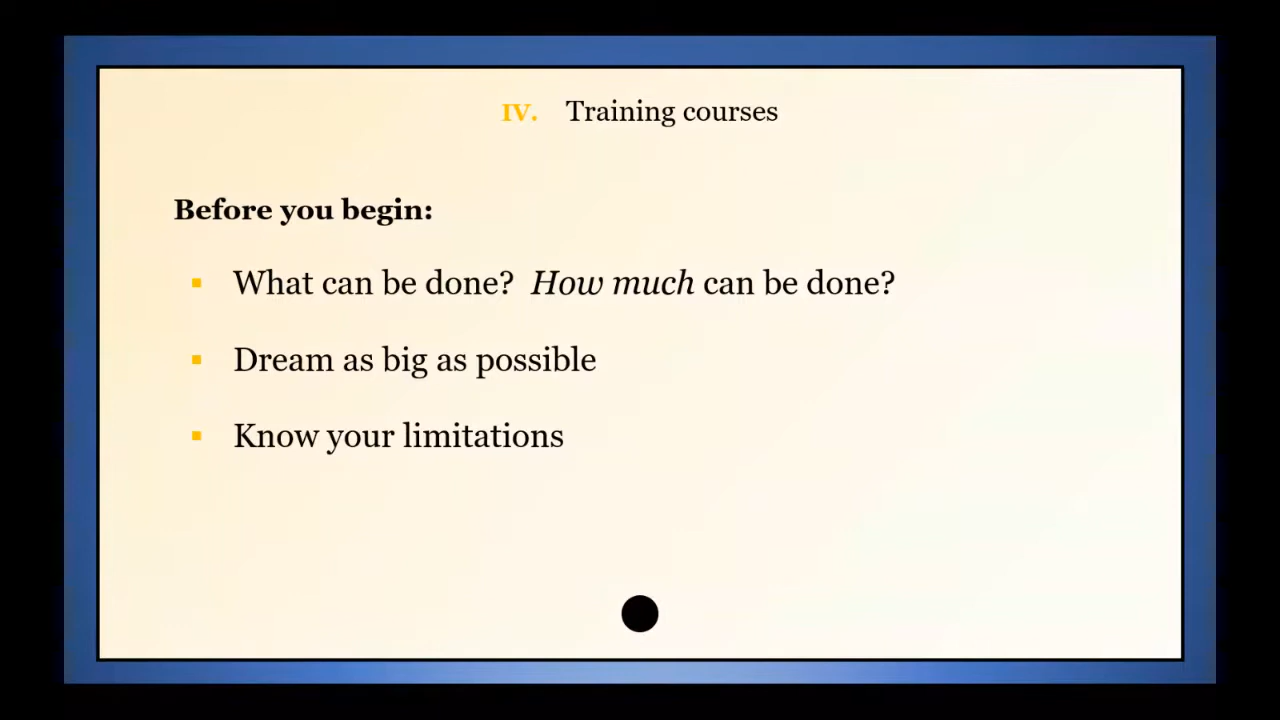 IV. Training courses
Before you begin:
▪ What can be done? How much can be done?
▪ Dream as big as possible
▪ Know your limitations